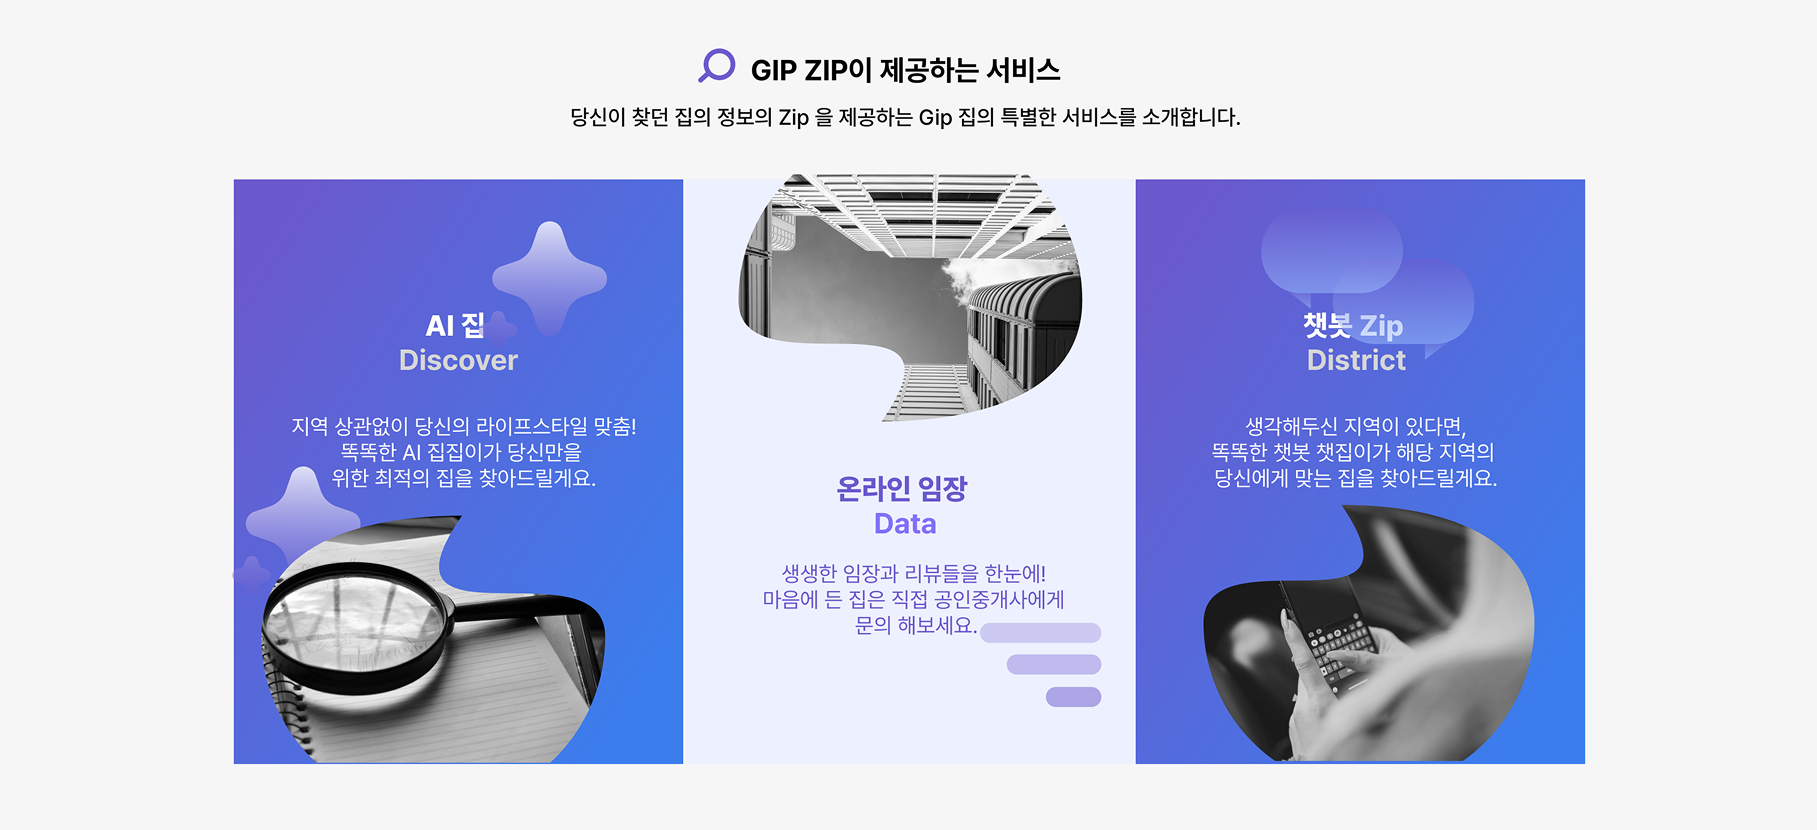 GIP ZIP이 제공하는 서비스
당신이 찾던 집의 정보의 Zip 을 제공하는 Gip 집의 특별한 서비스를 소개합니다.
AI 집
Discover
지역 상관없이 당신의 라이프스타일 맞춤!
똑똑한 AI 집집이가 당신만을
위한 최적의 집을 찾아드릴게요.
온라인 임장
Data
생생한 임장과 리뷰들을 한눈에!
마음에 든 집은 직접 공인중개사에게
문의 해보세요.
챗봇 Zip
District
생각해두신 지역이 있다면,
똑똑한 챗봇 챗집이가 해당 지역의
당신에게 맞는 집을 찾아드릴게요.